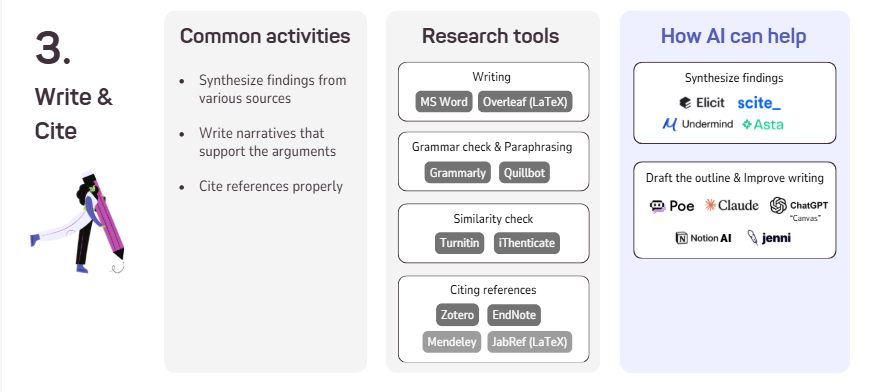 3.
Write &
Cite
Common activities
• Synthesize findings from
various sources
• Write narratives that
support the arguments
• Cite references properly
Research tools
Writing
MS Word Overleaf (LaTeX)
Grammar check & Paraphrasing
Grammarly Quillbot
Similarity check
Turnitin iThenticate
Citing references
Zotero EndNote
Mendeley JabRef (LaTeX)
How AI can help
Synthesize findings
Elicit scite_
Undermind Asta
Draft the outline & Improve writing
Poe Claude ChatGPT
"Canvas"
Notion AI jenni